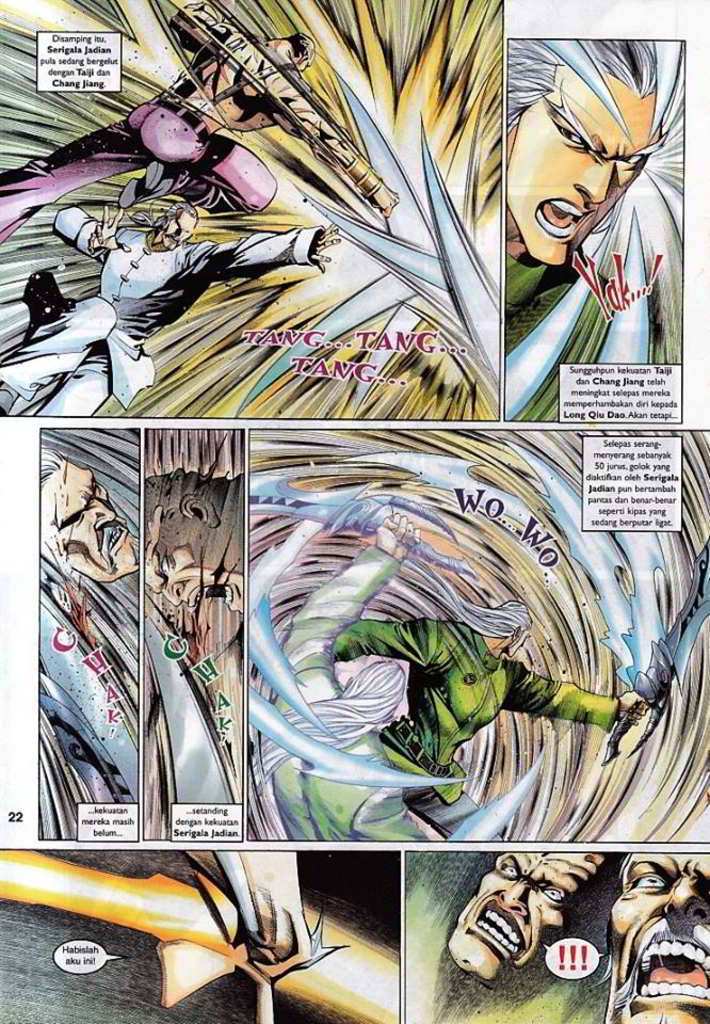 Disamping itu,
Serigala Jadian
pula sedang bergelut
dengan Taiji dan
Chang Jiang.
TANG...TANG...
TANG...
Yak....!
Sungguhpun kekuatan Taiji
dan Chang Jiang telah
meningkat selepas mereka
memperhambakan diri kepada
Long Qiu Dao. Akan tetapi...
CHAK!
...kekuatan
mereka masih
belum...
CHAK!
...setanding
dengan kekuatan
Serigala Jadian.
Selepas serang-
menyerang sebanyak
50 jurus, golok yang
diaktifkan oleh Serigala
Jadian pun bertambah
pantas dan benar-benar
seperti kipas yang
sedang berputar ligat.
WO...WO...
22
Habislah
aku ini!
!!!